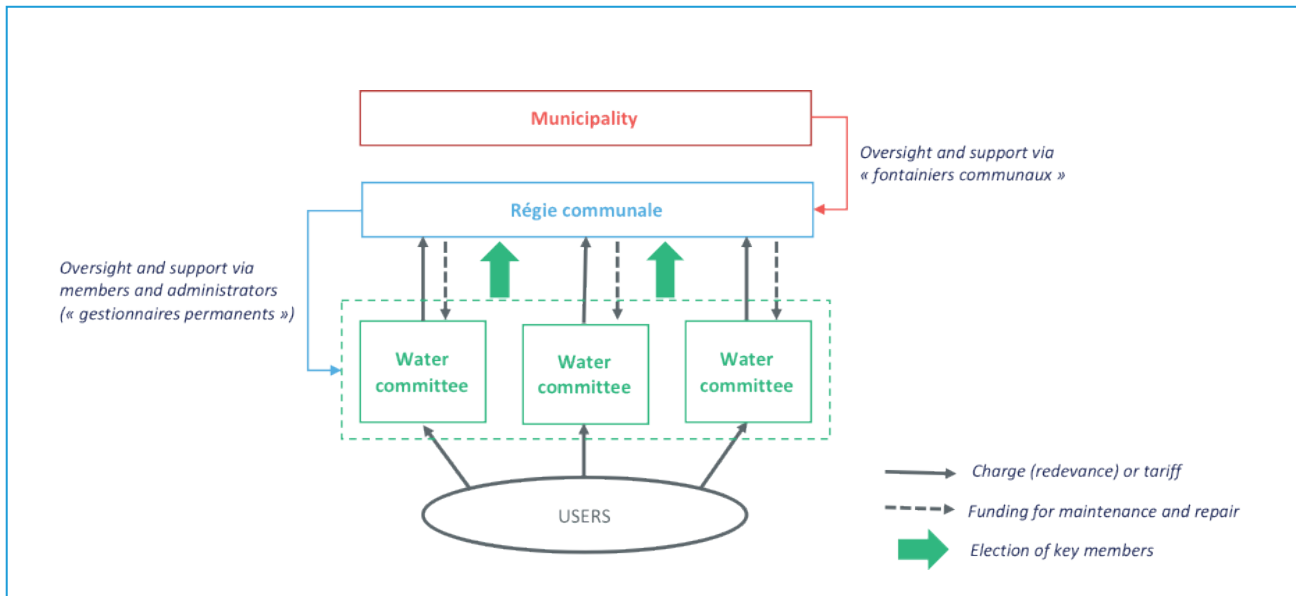 Municipality
Oversight and support via
« fontainiers communaux »
Régie communale
Oversight and support via
members and administrators
(« gestionnaires permanents »)
Water
committee
Water
committee
Water
committee
USERS
Charge (redevance) or tariff
Funding for maintenance and repair
Election of key members